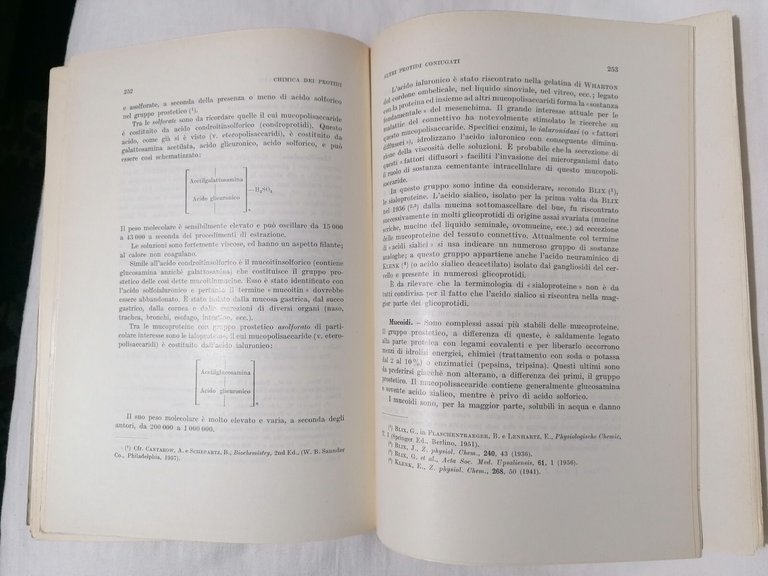 252
CHIMICA DEI PROTIDI
e asolforate, a seconda della presenza o meno di acido solforico
nel gruppo prostetico (¹).
Tra le solforate sono da ricordare quelle il cui mucopolisaccaride
è costituito da acido condroitinsolforico (condroprotidi). Questo
acido, come già si è visto (v. eteropolisaccaridi), è costituito da
galattosamina acetilata, acido glicuronico, acido solforico, e può
essere così schematizzato:
Acetilgalattosamina
Acido glicuronico
—H₂SO₄
n
Il peso molecolare è sensibilmente elevato e può oscillare da 15 000
a 43 000 a seconda dei procedimenti di estrazione.
Le soluzioni sono fortemente viscose, ed hanno un aspetto filante;
al calore non coagulano.
Simile all'acido condroitinsolforico è il mucoitinsolforico (contiene
glucosamina anziché galattosamina) che costituisce il gruppo pro-
stetico delle così dette mucoitinmucine. Esso è stato identificato con
l'acido solfoialuronico e pertanto il termine « mucoitin » dovrebbe
essere abbandonato. È stato isolato dalla mucosa gastrica, dal succo
gastrico, dalla cornea e dalle escrezioni di diversi organi (naso,
trachea, bronchi, esofago, intestino, ecc.).
Tra le mucoproteine con gruppo prostetico asolforato di parti-
colare interesse sono le ialoproteine, il cui mucopolisaccaride (v. etero-
polisaccaridi) è costituito dall'acido ialuronico:
Acetilglucosamina
Acido glicuronico
n
Il suo peso molecolare è molto elevato e varia, a seconda degli
autori, da 200 000 a 1 000 000.
(¹) Cfr. CANTAROW, A. e SCHEPARTZ, B., Biochemistry, 2nd Ed., (W. B. Saunder
Co., Philadelphia, 1957).
ALTRI PROTIDI CONIUGATI
253
L'acido ialuronico è stato riscontrato nella gelatina di WHARTON
del cordone ombelicale, nel liquido sinoviale, nel vitreo, ecc.; legato
con la proteina ed insieme ad altri mucopolisaccaridi forma la «sostanza
fondamentale » del mesenchima. Il grande interesse attuale per le
malattie del connettivo ha notevolmente stimolato le ricerche su
questo mucopolisaccaride. Specifici enzimi, le ialuronidasi (o « fattori
diffusori »), idrolizzano l'acido ialuronico con conseguente diminu-
zione della viscosità delle soluzioni. È probabile che la secrezione di
questi « fattori diffusori » faciliti l'invasione dei microrganismi dato
il ruolo di sostanza cementante intracellulare di questo mucopoli-
saccaride.
In questo gruppo sono infine da considerare, secondo BLIX (¹),
le sialoproteine. L'acido sialico, isolato per la prima volta da BLIX
nel 1936 (²,³) dalla mucina sottomascellare del bue, fu riscontrato
successivamente in molti glicoprotidi di origine assai svariata (mucine
seriche, mucine del liquido seminale, ovomucine, ecc.) ad eccezione
delle mucoproteine del tessuto connettivo. Attualmente col termine
di « acidi sialici » si usa indicare un numeroso gruppo di sostanze
analoghe; a questo gruppo appartiene anche l'acido neuraminico di
KLENK (⁴) (o acido sialico deacetilato) isolato dai gangliosidi del cer-
vello e presente in numerosi glicoprotidi.
È da rilevare che la terminologia di « sialoproteine » non è da
tutti condivisa per il fatto che l'acido sialico si riscontra nella mag-
gior parte dei glicoprotidi.
Mucoidi. – Sono complessi assai più stabili delle mucoproteine.
Il gruppo prostetico, a differenza di queste, è saldamente legato
alla parte proteica con legami covalenti e per liberarlo occorrono
mezzi di idrolisi energici, chimici (trattamento con soda o potassa
dal 2 al 10%) o enzimatici (pepsina, tripsina). Questi ultimi sono
da preferirsi giacché non alterano, a differenza dei primi, il gruppo
prostetico. Il mucopolisaccaride contiene generalmente glucosamina
e sovente acido sialico, mentre è privo di acido solforico.
I mucoidi sono, per la maggior parte, solubili in acqua e danno
(¹) BLIX, G., in FLASCHENTRAEGER, B. e LEHNARTZ, E., Physiologische Chemie,
I (Springer Ed., Berlino, 1951).
(²) BLIX, J., Z. physiol. Chem., 240, 43 (1936).
(³) BLIX, G. et al., Acta Soc. Med. Upsaliensis, 61, 1 (1956).
(⁴) KLENK, E., Z. physiol. Chem., 268, 50 (1941).